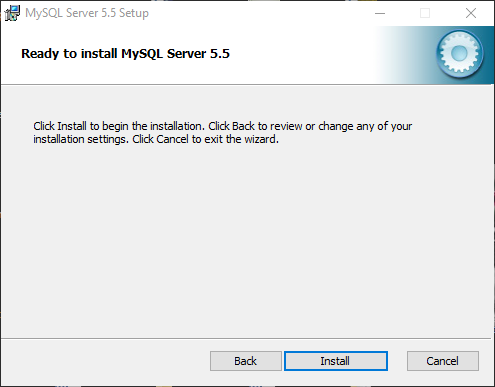 MySQL Server 5.5 Setup
Ready to install MySQL Server 5.5
Click Install to begin the installation. Click Back to review or change any of your
installation settings. Click Cancel to exit the wizard.
Back Install Cancel